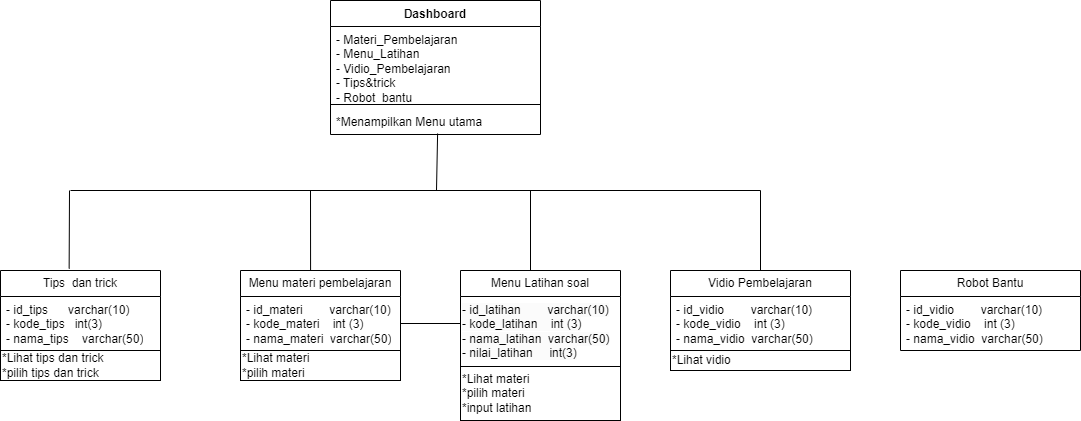 Dashboard
- Materi_Pembelajaran
- Menu_Latihan
- Vidio_Pembelajaran
- Tips&trick
- Robot_bantu
*Menampilkan Menu utama
Tips dan trick
- id_tips varchar(10)
- kode_tips int(3)
- nama_tips varchar(50)
*Lihat tips dan trick
*pilih tips dan trick
Menu materi pembelajaran
- id_materi varchar(10)
- kode_materi int (3)
- nama_materi varchar(50)
*Lihat materi
*pilih materi
Menu Latihan soal
- id_latihan varchar(10)
- kode_latihan int (3)
- nama_latihan varchar(50)
- nilai_latihan int(3)
*Lihat materi
*pilih materi
*input latihan
Vidio Pembelajaran
- id_vidio varchar(10)
- kode_vidio int (3)
- nama_vidio varchar(50)
*Lihat vidio
Robot Bantu
- id_vidio varchar(10)
- kode_vidio int (3)
- nama_vidio varchar(50)